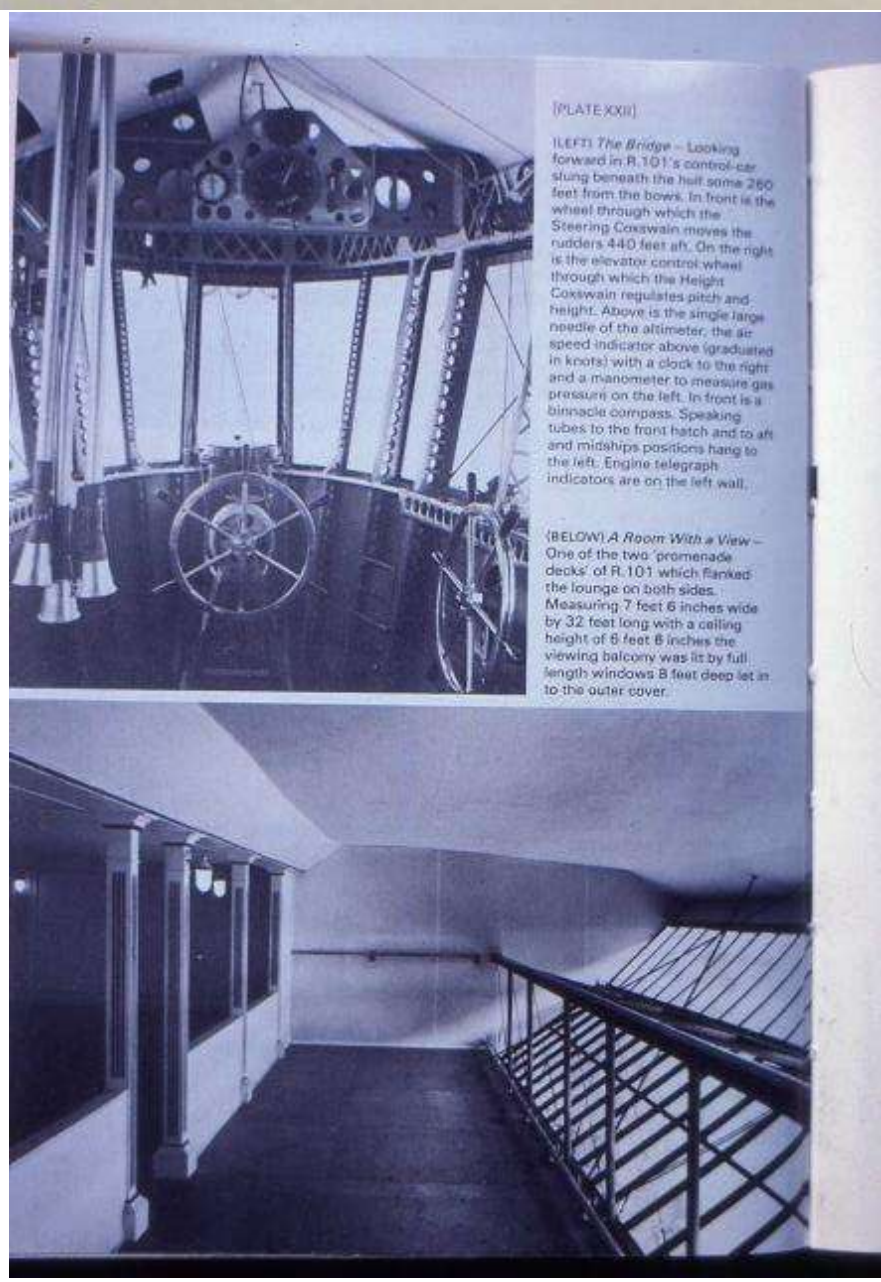 [PLATE XXII]
(LEFT) The Bridge – Looking
forward in R.101's control-car
slung beneath the hull some 260
feet from the bows. In front is the
wheel through which the
Steering Coxswain moves the
rudders 440 feet aft. On the right
is the elevator control wheel
through which the Height
Coxswain regulates pitch and
height. Above is the single large
needle of the altimeter, the air
speed indicator above (graduated
in knots) with a clock to the right
and a manometer to measure gas
pressure on the left. In front is a
binnacle compass. Speaking
tubes to the front hatch and to aft
and midships positions hang to
the left. Engine telegraph
indicators are on the left wall.
(BELOW) A Room With a View –
One of the two 'promenade
decks' of R.101 which flanked
the lounge on both sides.
Measuring 7 feet 6 inches wide
by 32 feet long with a ceiling
height of 6 feet 6 inches the
viewing balcony was lit by full
length windows 8 feet deep let in
to the outer cover.